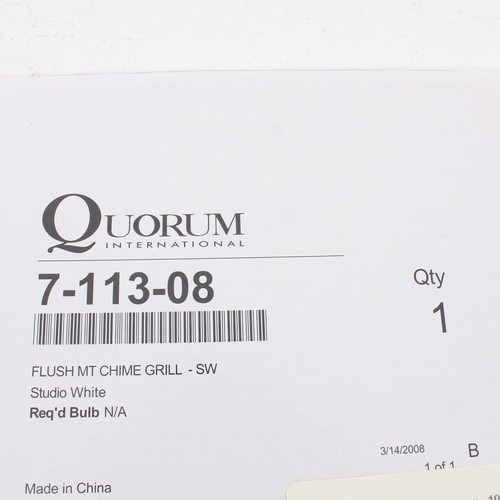 QUORUM
INTERNATIONAL
7-113-08
Qty
1
FLUSH MT CHIME GRILL - SW
Studio White
Req'd Bulb N/A
3/14/2008 B
1 of 1
Made in China